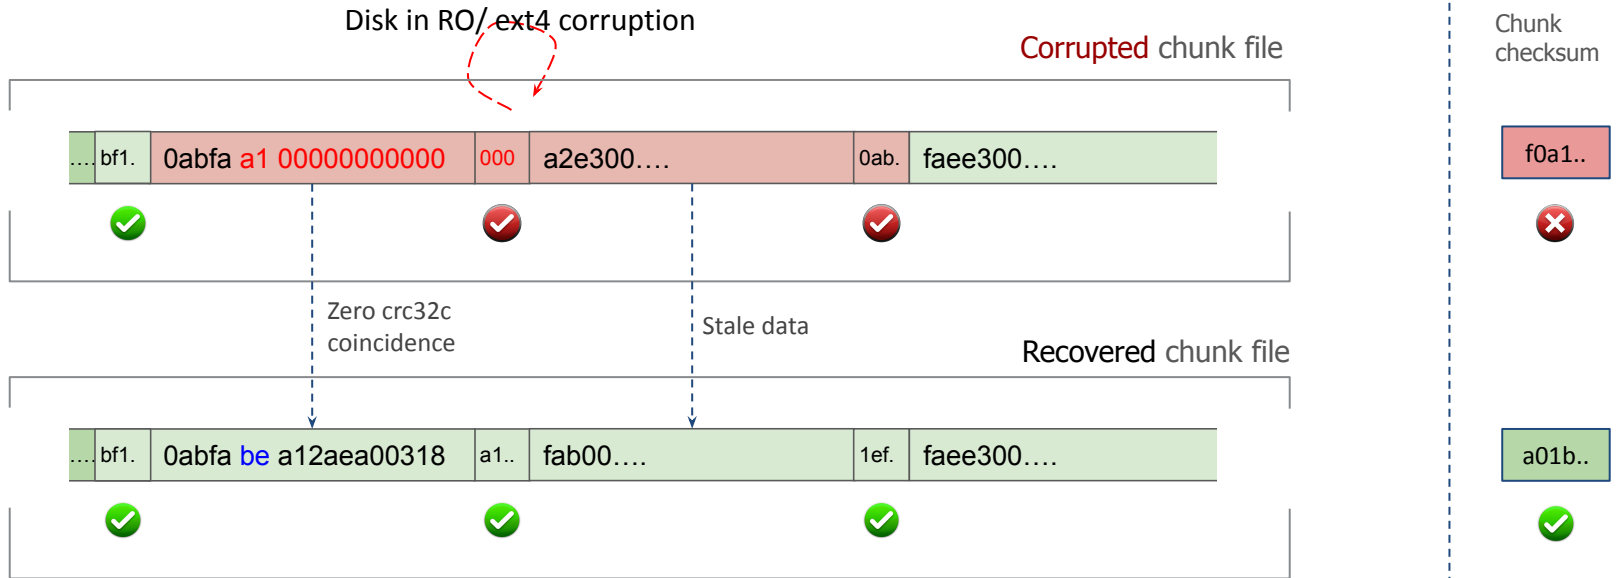 Disk in RO/ ext4 corruption
Corrupted chunk file
Chunk
checksum
.... bf1. 0abfa a1 00000000000 000 a2e300.... 0ab. faee300.... f0a1..
Zero crc32c
coincidence
Stale data
Recovered chunk file
.... bf1. 0abfa be a12aea00318 a1.. fab00.... 1ef. faee300.... a01b..